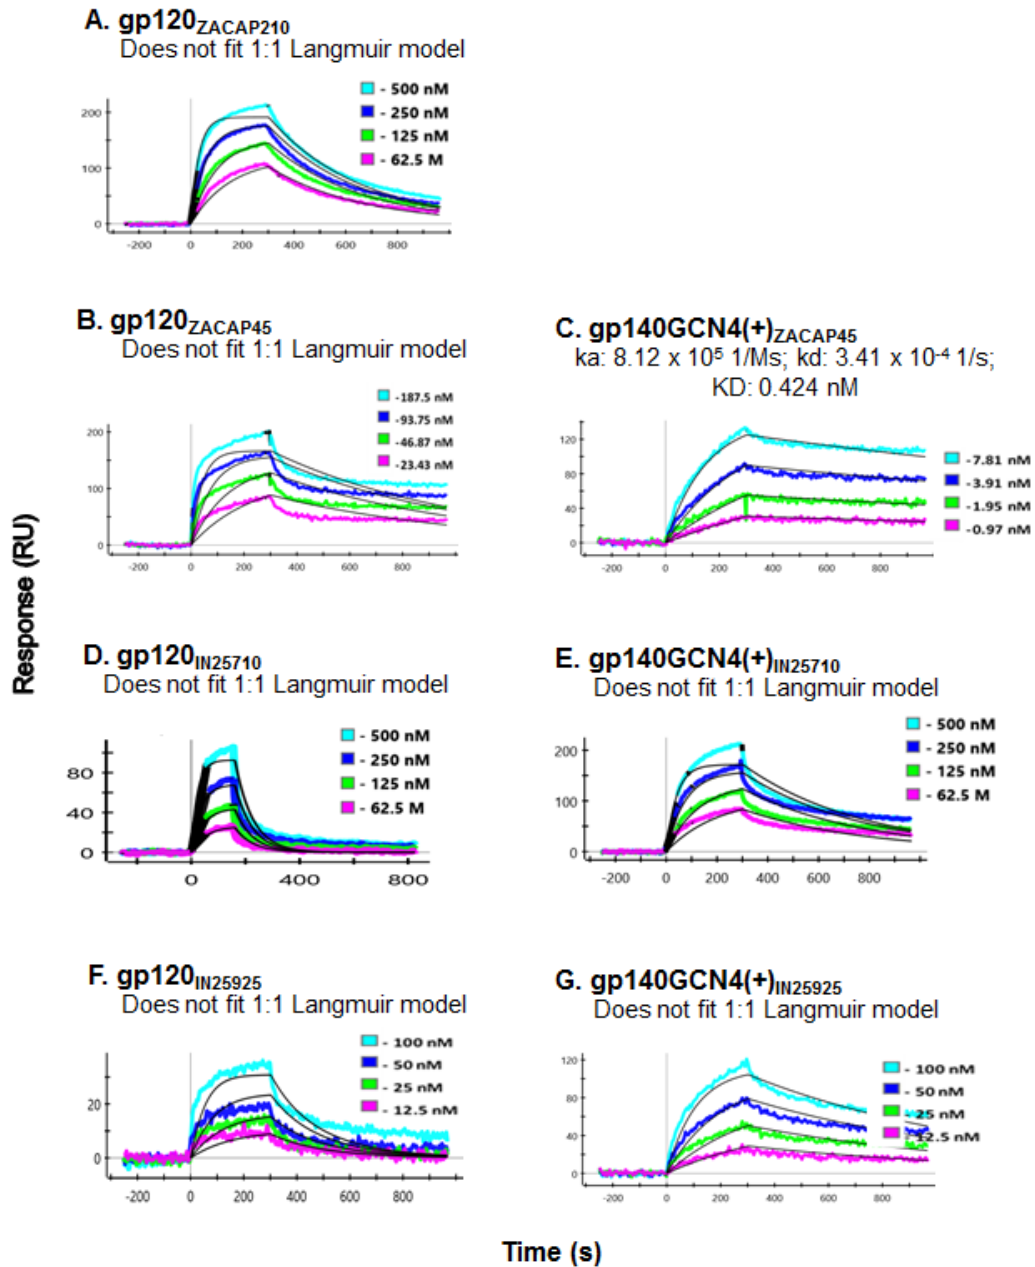 A. gp120ZACAP210
Does not fit 1:1 Langmuir model
- 500 nM
- 250 nM
- 125 nM
- 62.5 M
200
100
0
-200 0 200 400 600 800
B. gp120ZACAP45
Does not fit 1:1 Langmuir model
-187.5 nM
-93.75 nM
-46.87 nM
-23.43 nM
200
100
0
-200 0 200 400 600 800
C. gp140GCN4(+)ZACAP45
ka: 8.12 x 10⁵ 1/Ms; kd: 3.41 x 10⁻⁴ 1/s;
KD: 0.424 nM
-7.81 nM
-3.91 nM
-1.95 nM
-0.97 nM
120
80
40
0
-200 0 200 400 600 800
Response (RU)
D. gp120IN25710
Does not fit 1:1 Langmuir model
- 500 nM
- 250 nM
- 125 nM
- 62.5 M
80
40
0
0 400 800
E. gp140GCN4(+)IN25710
Does not fit 1:1 Langmuir model
- 500 nM
- 250 nM
- 125 nM
- 62.5 M
200
100
0
-200 0 200 400 600 800
F. gp120IN25925
Does not fit 1:1 Langmuir model
- 100 nM
- 50 nM
- 25 nM
- 12.5 nM
20
0
-200 0 200 400 600 800
G. gp140GCN4(+)IN25925
Does not fit 1:1 Langmuir model
- 100 nM
- 50 nM
- 25 nM
- 12.5 nM
120
80
40
0
-200 0 200 400 600 800
Time (s)